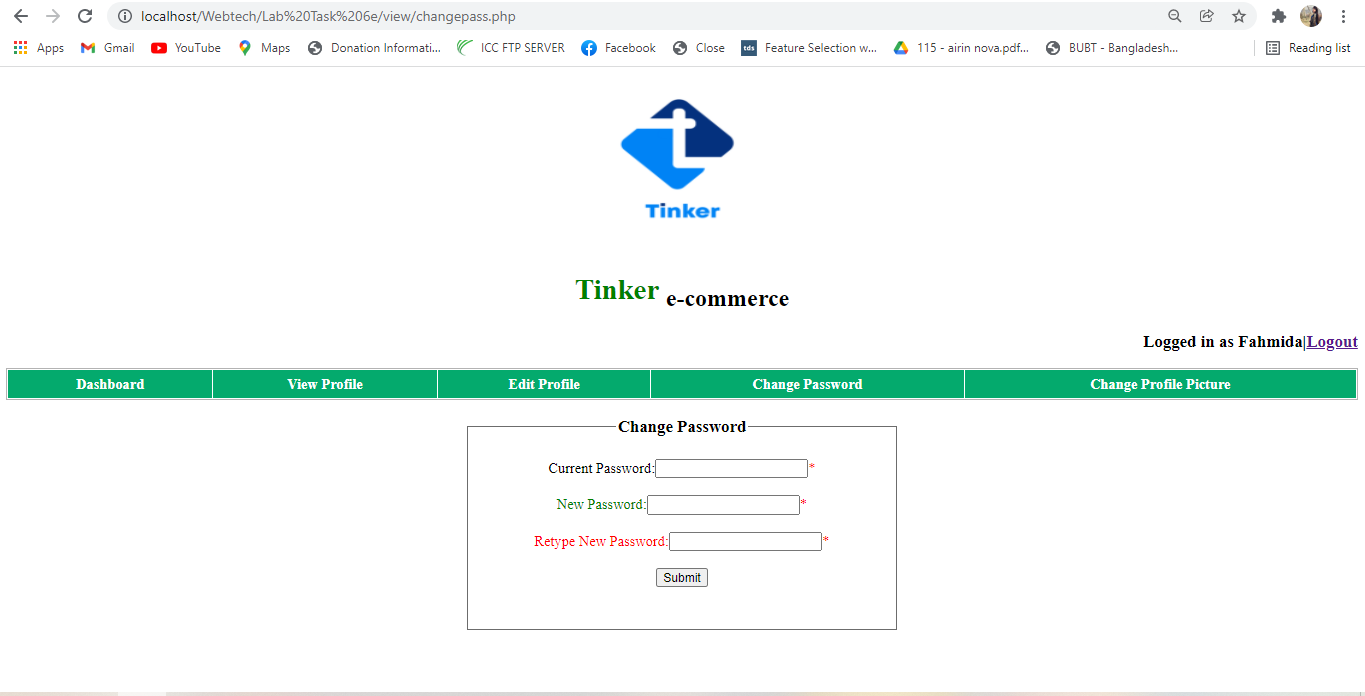 localhost/Webtech/Lab%20Task%206e/view/changepass.php
Apps Gmail YouTube Maps Donation Informati... ICC FTP SERVER Facebook Close tds Feature Selection w... 115 - airin nova.pdf... BUBT - Bangladesh... Reading list
t
Tinker
Tinker e-commerce
Logged in as Fahmida|Logout
Dashboard View Profile Edit Profile Change Password Change Profile Picture
Change Password
Current Password:*
New Password:*
Retype New Password:*
Submit